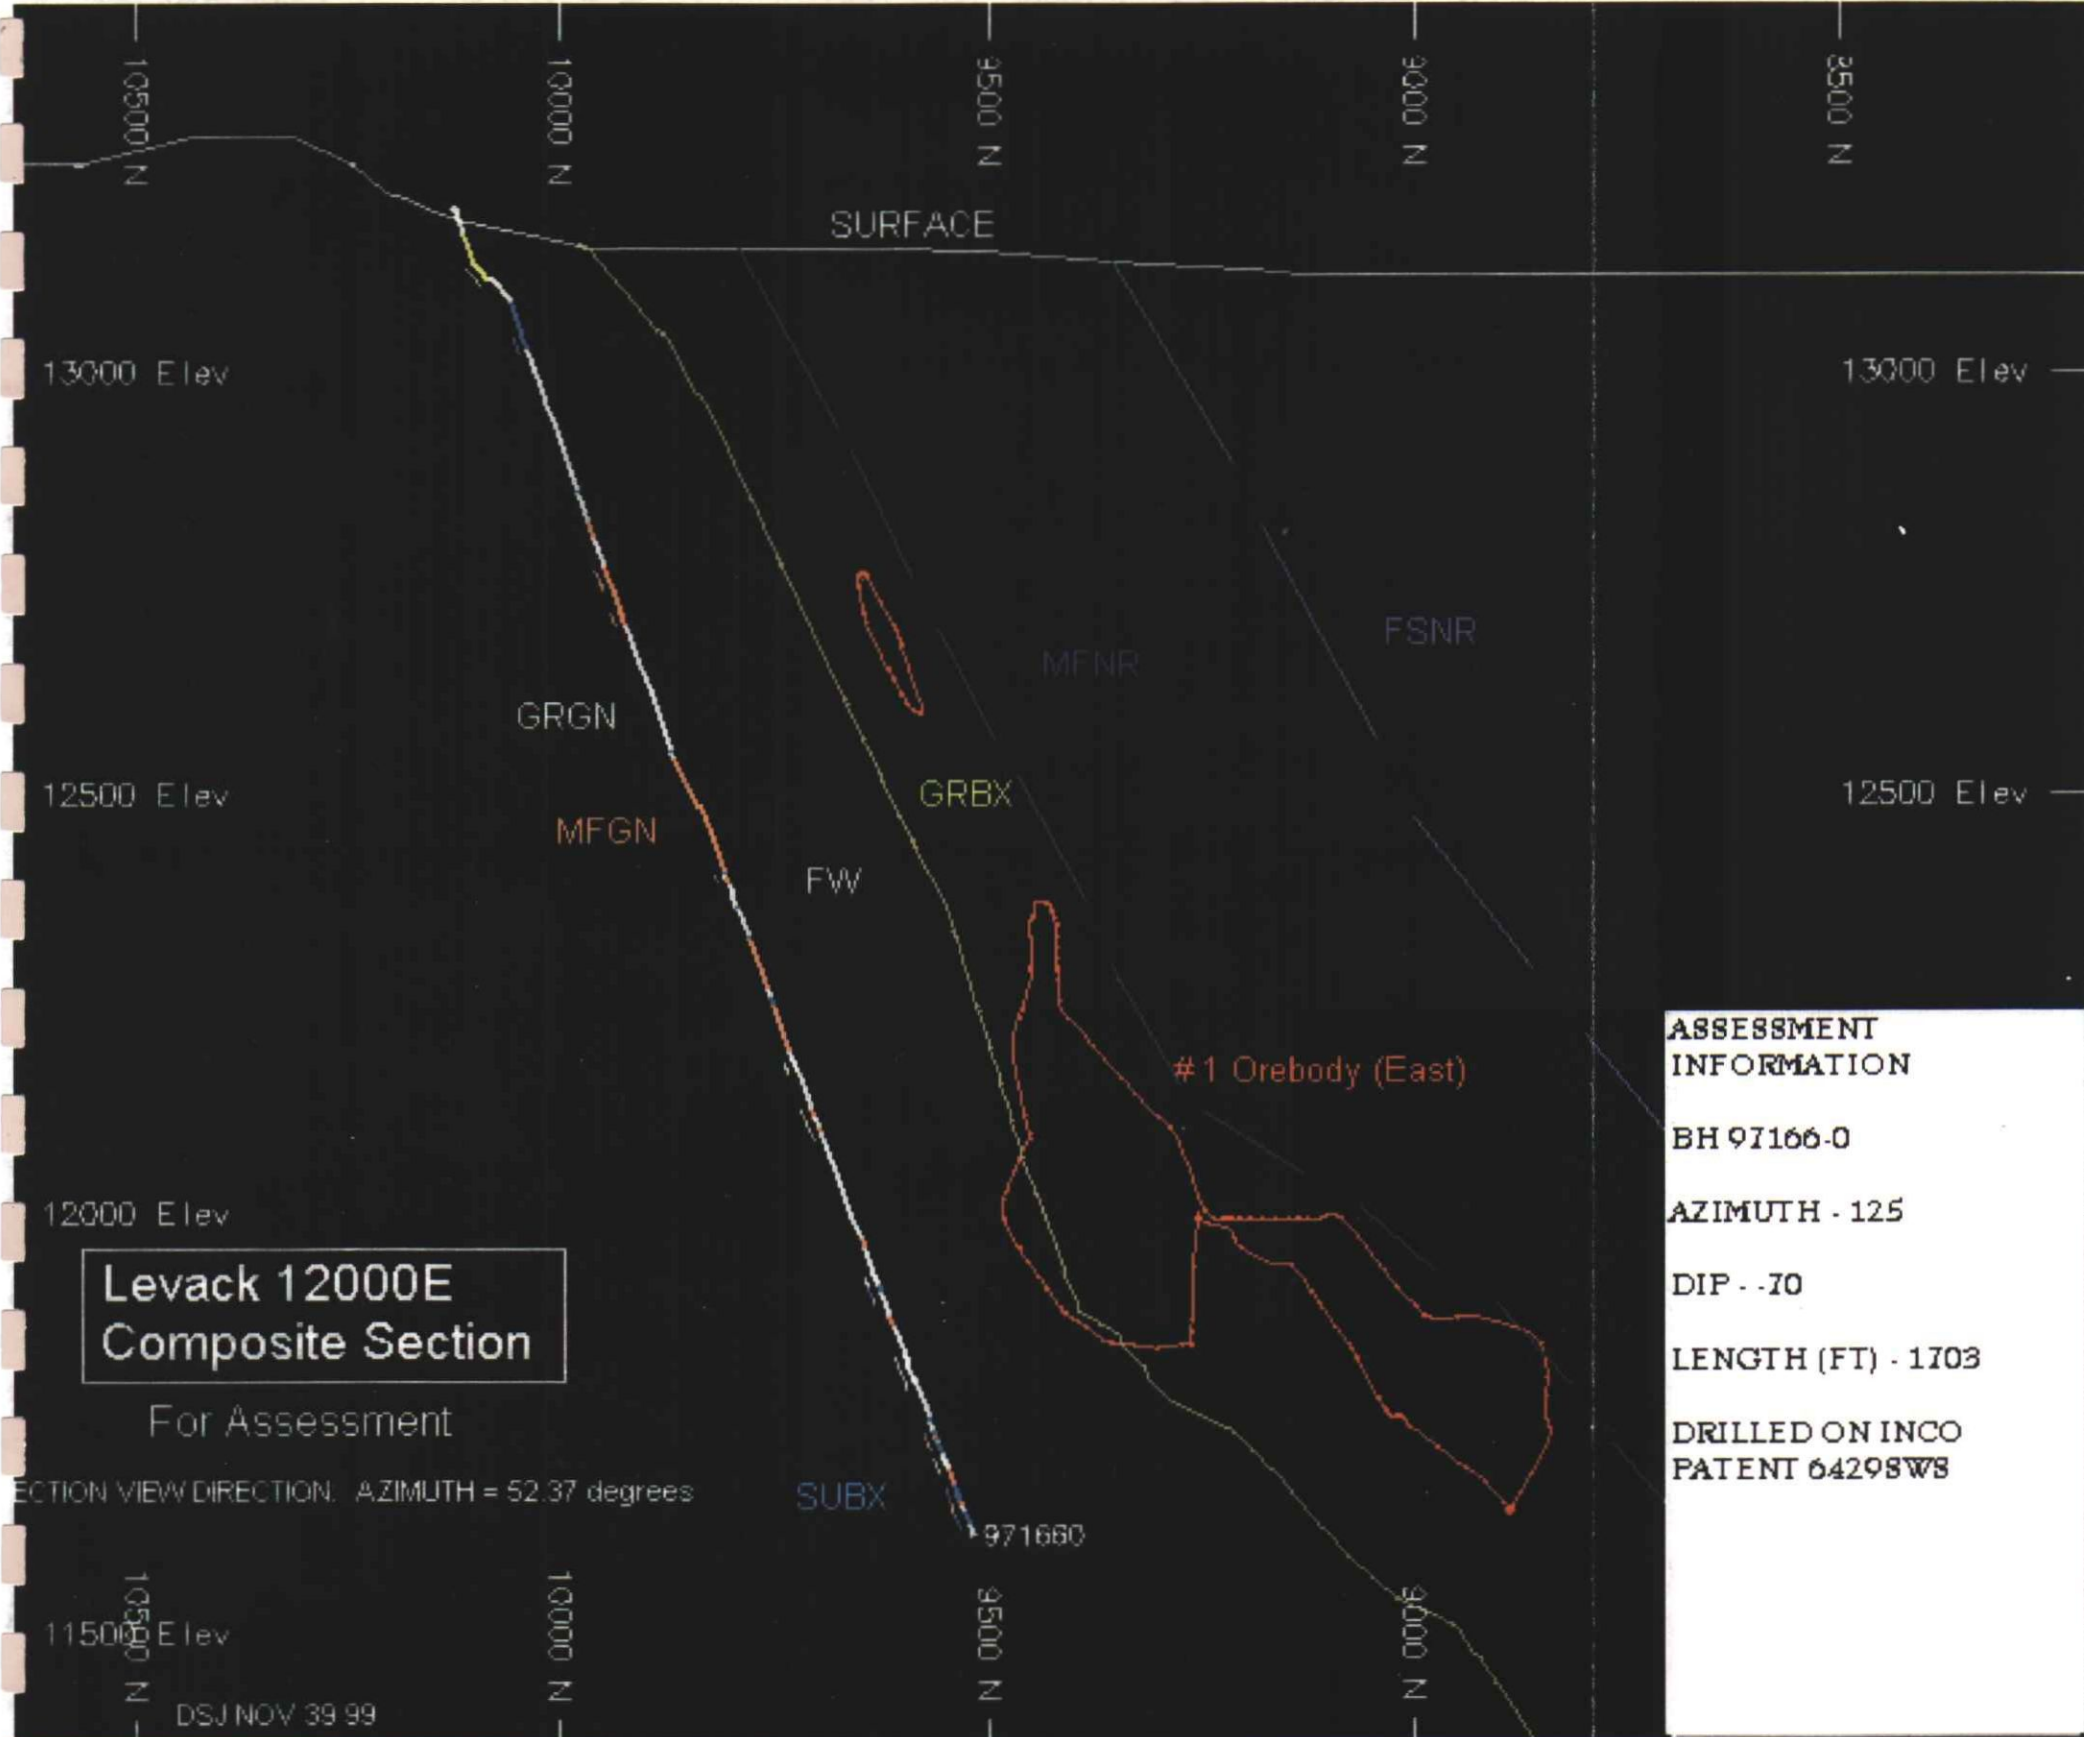 10500 N
10000 N
9500 N
9000 N
8500 N
SURFACE
13000 Elev
13000 Elev
FSNR
MFNR
GRGN
12500 Elev
GRBX
12500 Elev
MFGN
FW
#1 Orebody (East)
12000 Elev
Levack 12000E
Composite Section
For Assessment
ECTION VIEW DIRECTION: AZIMUTH = 52.37 degrees
SUBX
971660
11500 Elev
10500 N
10000 N
9500 N
9000 N
DSJ NOV 39 99
ASSESSMENT
INFORMATION
BH 97166-0
AZIMUTH - 125
DIP - -70
LENGTH (FT) - 1703
DRILLED ON INCO
PATENT 64298WS